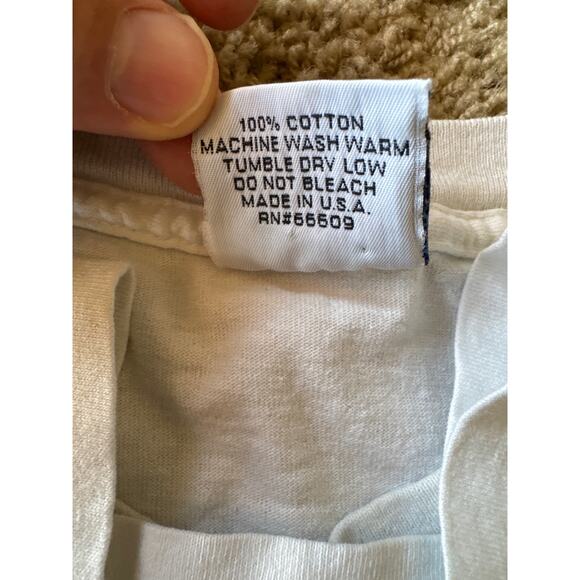 100% COTTON
MACHINE WASH WARM
TUMBLE DRY LOW
DO NOT BLEACH
MADE IN U.S.A.
RN#66609